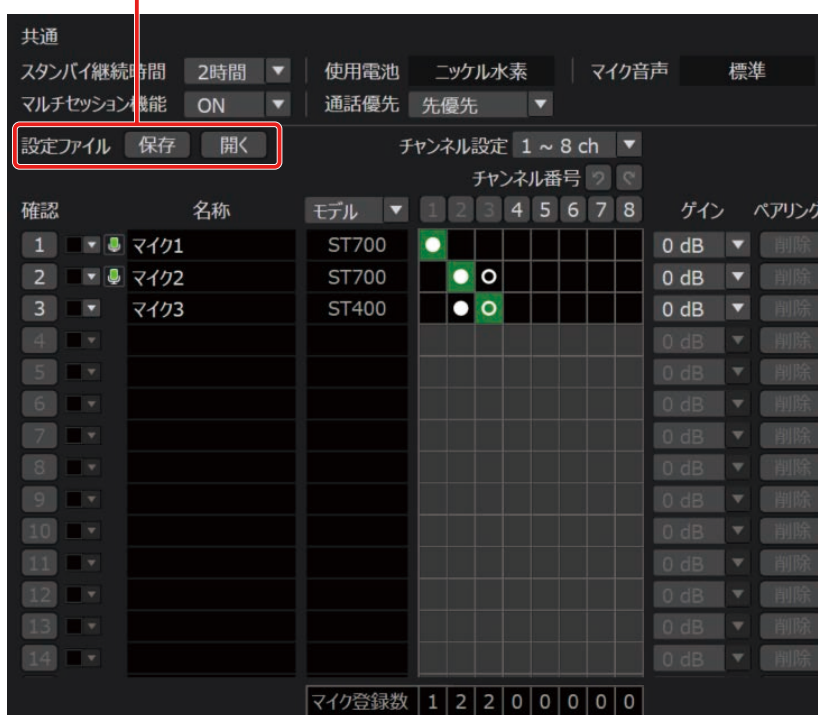 共通
スタンバイ継続時間 2時間 ▼ 使用電池 ニッケル水素 マイク音声 標準
マルチセッション機能 ON ▼ 通話優先 先優先 ▼
設定ファイル 保存 開く チャンネル設定 1 ~ 8 ch ▼
チャンネル番号
確認 名称 モデル ▼ 1 2 3 4 5 6 7 8 ゲイン ペアリング
1 マイク1 ST700 0 dB ▼ 削除
2 マイク2 ST700 0 dB ▼ 削除
3 マイク3 ST400 0 dB ▼ 削除
4 0 dB ▼ 削除
5 0 dB ▼ 削除
6 0 dB ▼ 削除
7 0 dB ▼ 削除
8 0 dB ▼ 削除
9 0 dB ▼ 削除
10 0 dB ▼ 削除
11 0 dB ▼ 削除
12 0 dB ▼ 削除
13 0 dB ▼ 削除
14 0 dB ▼ 削除
マイク登録数 1 2 2 0 0 0 0 0